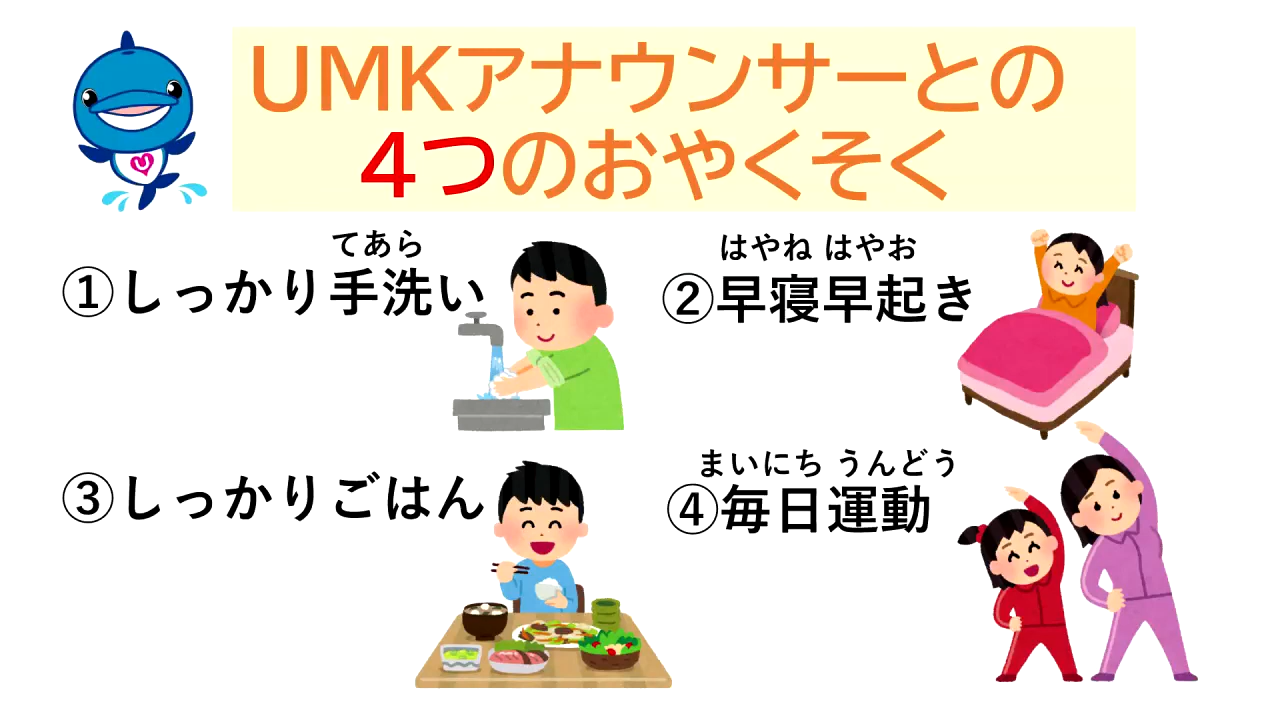 UMKアナウンサーとの
4つのおやくそく
てあら
①しっかり手洗い
はやね はやお
②早寝早起き
③しっかりごはん
まいにち うんどう
④毎日運動